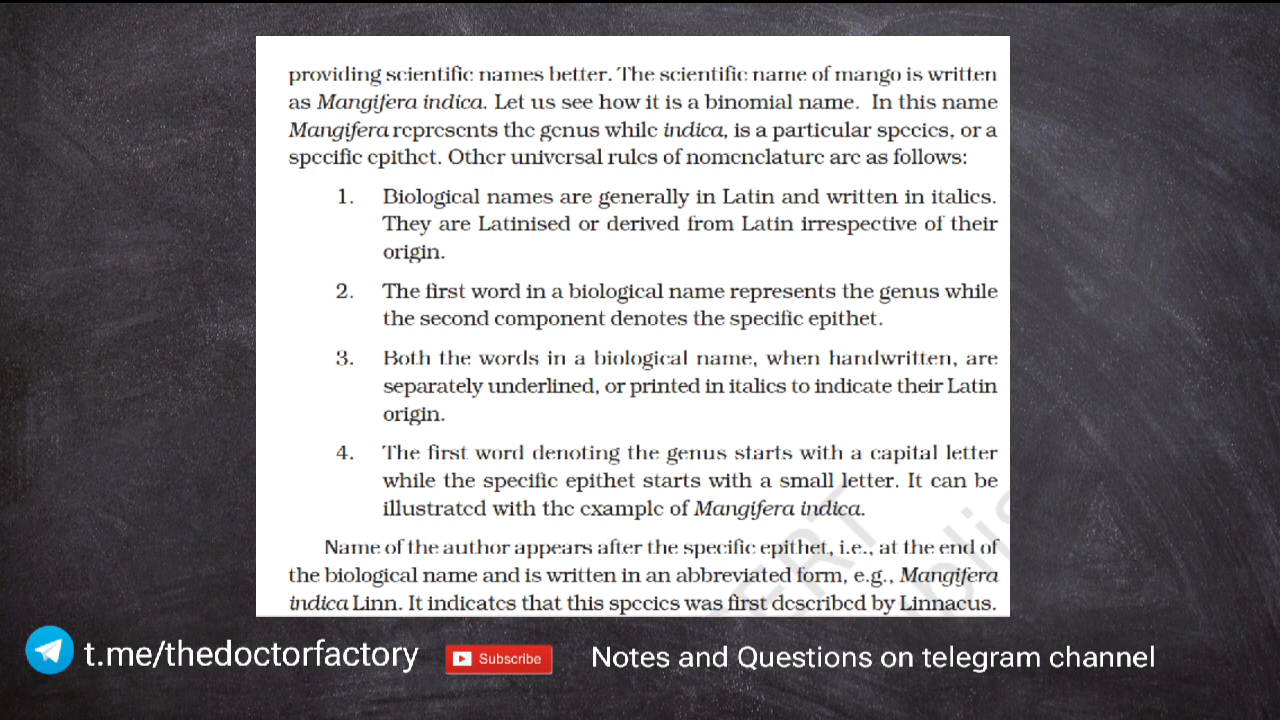 providing scientific names better. The scientific name of mango is written
as Mangifera indica. Let us see how it is a binomial name. In this name
Mangifera represents the genus while indica, is a particular species, or a
specific epithet. Other universal rules of nomenclature are as follows:
1. Biological names are generally in Latin and written in italics.
They are Latinised or derived from Latin irrespective of their
origin.
2. The first word in a biological name represents the genus while
the second component denotes the specific epithet.
3. Both the words in a biological name, when handwritten, are
separately underlined, or printed in italics to indicate their Latin
origin.
4. The first word denoting the genus starts with a capital letter
while the specific epithet starts with a small letter. It can be
illustrated with the example of Mangifera indica.
Name of the author appears after the specific epithet, i.e., at the end of
the biological name and is written in an abbreviated form, e.g., Mangifera
indica Linn. It indicates that this species was first described by Linnaeus.
t.me/thedoctorfactory
Subscribe
Notes and Questions on telegram channel